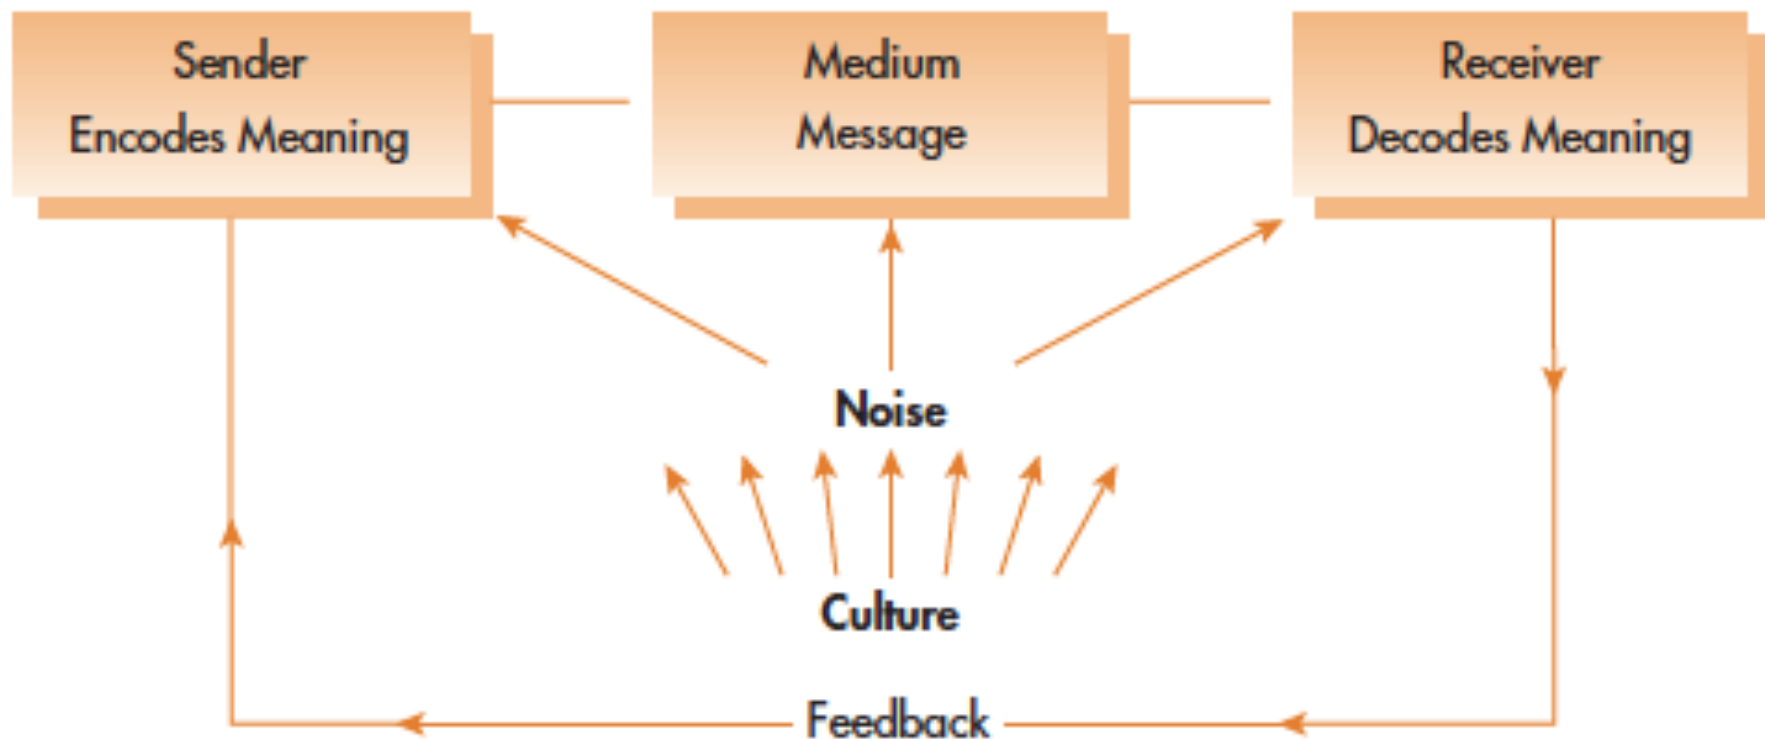 Sender
Encodes Meaning
Medium
Message
Receiver
Decodes Meaning
Noise
Culture
Feedback